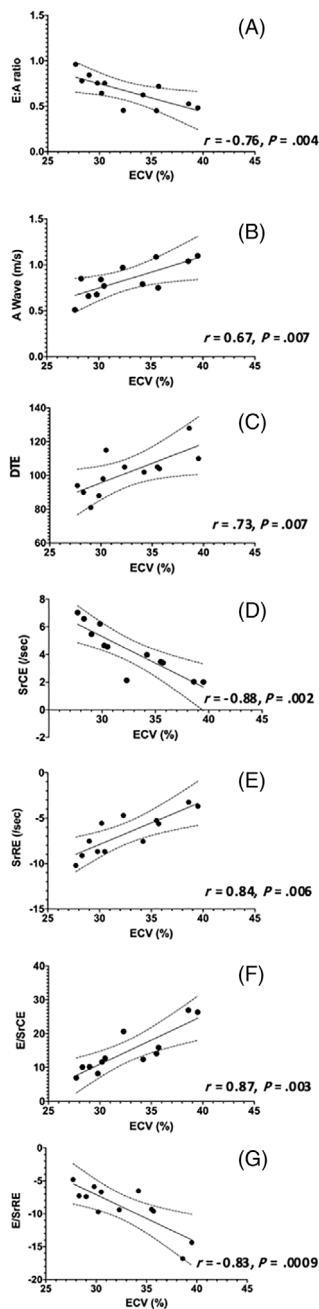 (A)
E:A ratio
1.5
1.0
0.5
0.0
r = -0.76, P = .004
25 30 35 40 45
ECV (%)
(B)
A Wave (m/s)
1.5
1.0
0.5
0.0
r = 0.67, P = .007
25 30 35 40 45
ECV (%)
(C)
DTE
140
120
100
80
60
r = .73, P = .007
25 30 35 40 45
ECV (%)
(D)
SrCE (/sec)
8
6
4
2
0
-2
r = -0.88, P = .002
25 30 35 40 45
ECV (%)
(E)
SrRE (/sec)
0
-5
-10
-15
r = 0.84, P = .006
25 30 35 40 45
ECV (%)
(F)
E/SrCE
40
30
20
10
0
r = 0.87, P = .003
25 30 35 40 45
ECV (%)
(G)
E/SrRE
0
-5
-10
-15
-20
r = -0.83, P = .0009
25 30 35 40 45
ECV (%)